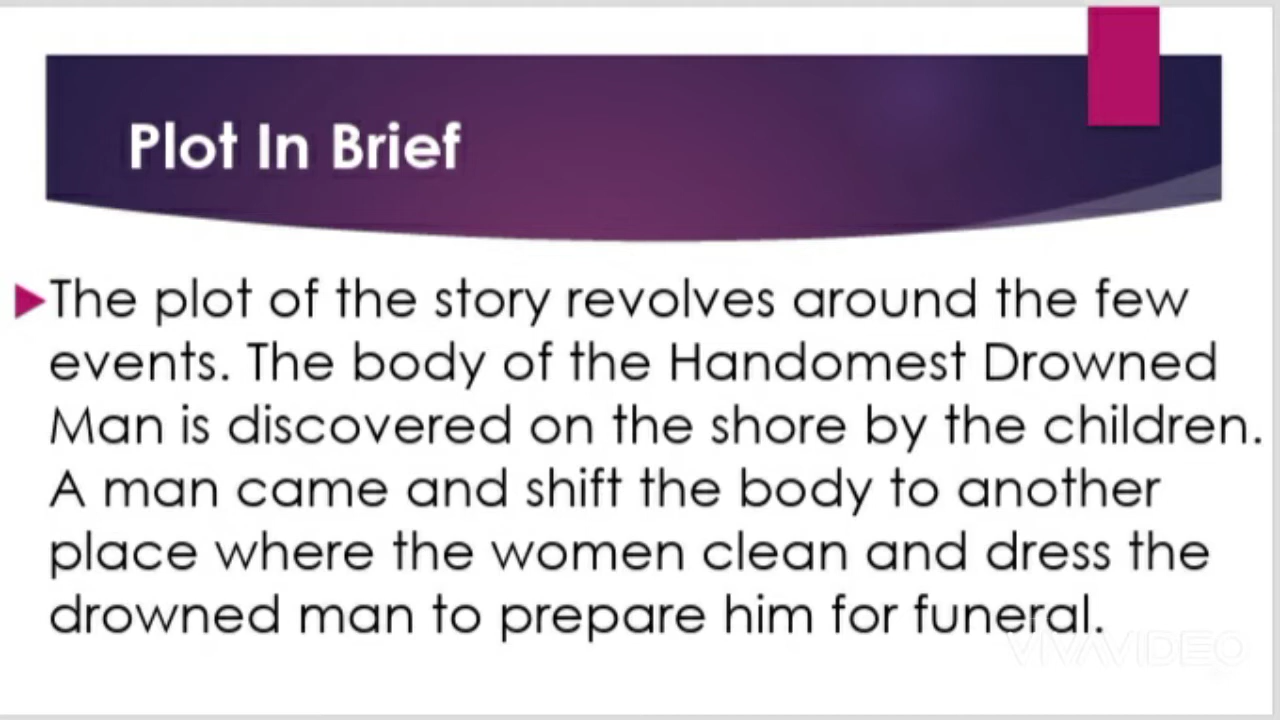 Plot In Brief
The plot of the story revolves around the few
events. The body of the Handomest Drowned
Man is discovered on the shore by the children.
A man came and shift the body to another
place where the women clean and dress the
drowned man to prepare him for funeral.
VIVAVIDEO